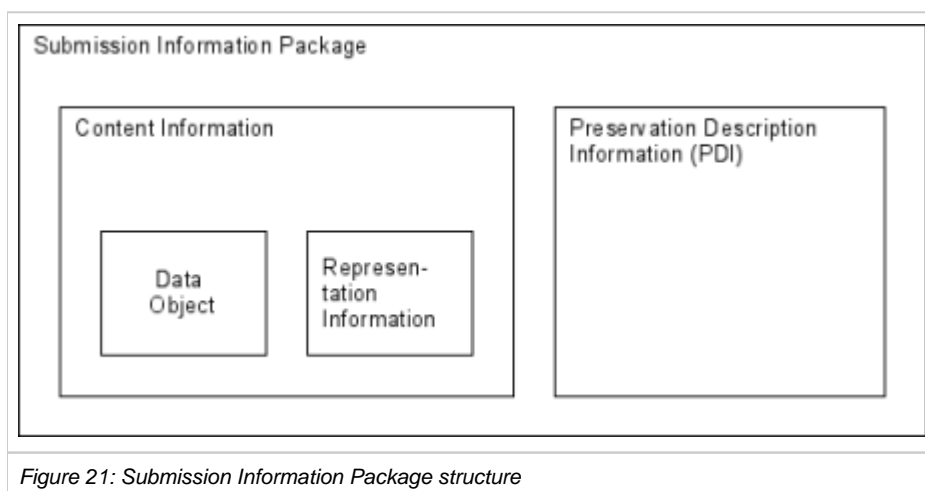 Submission Information Package
Content Information
Data
Object
Represen-
tation
Information
Preservation Description
Information (PDI)
Figure 21: Submission Information Package structure